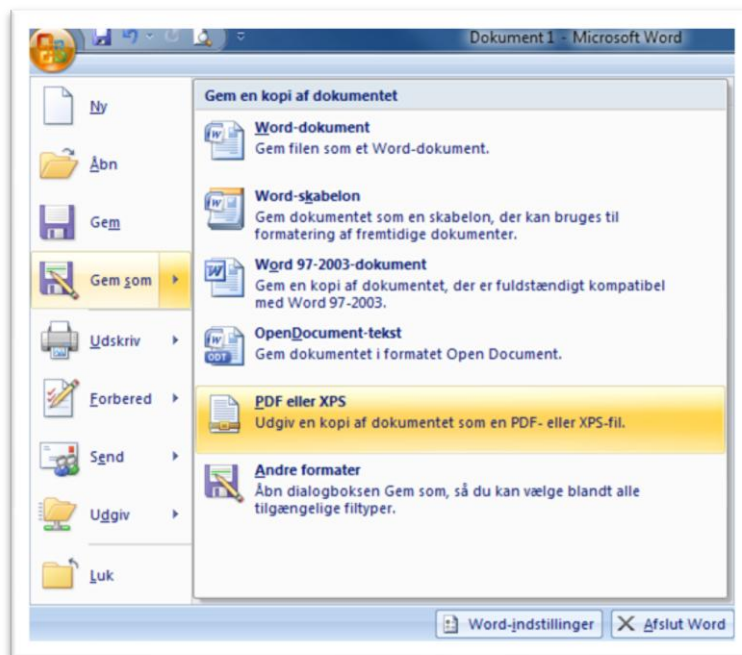 Dokument 1 - Microsoft Word
Ny
Åbn
Gem
Gem som
Udskriv
Forbered
Send
Udgiv
Luk
Gem en kopi af dokumentet
Word-dokument
Gem filen som et Word-dokument.
Word-skabelon
Gem dokumentet som en skabelon, der kan bruges til
formatering af fremtidige dokumenter.
Word 97-2003-dokument
Gem en kopi af dokumentet, der er fuldstændigt kompatibel
med Word 97-2003.
OpenDocument-tekst
Gem dokumentet i formatet Open Document.
ODT
PDF eller XPS
Udgiv en kopi af dokumentet som en PDF- eller XPS-fil.
Andre formater
Åbn dialogboksen Gem som, så du kan vælge blandt alle
tilgængelige filtyper.
Word-indstillinger
Afslut Word